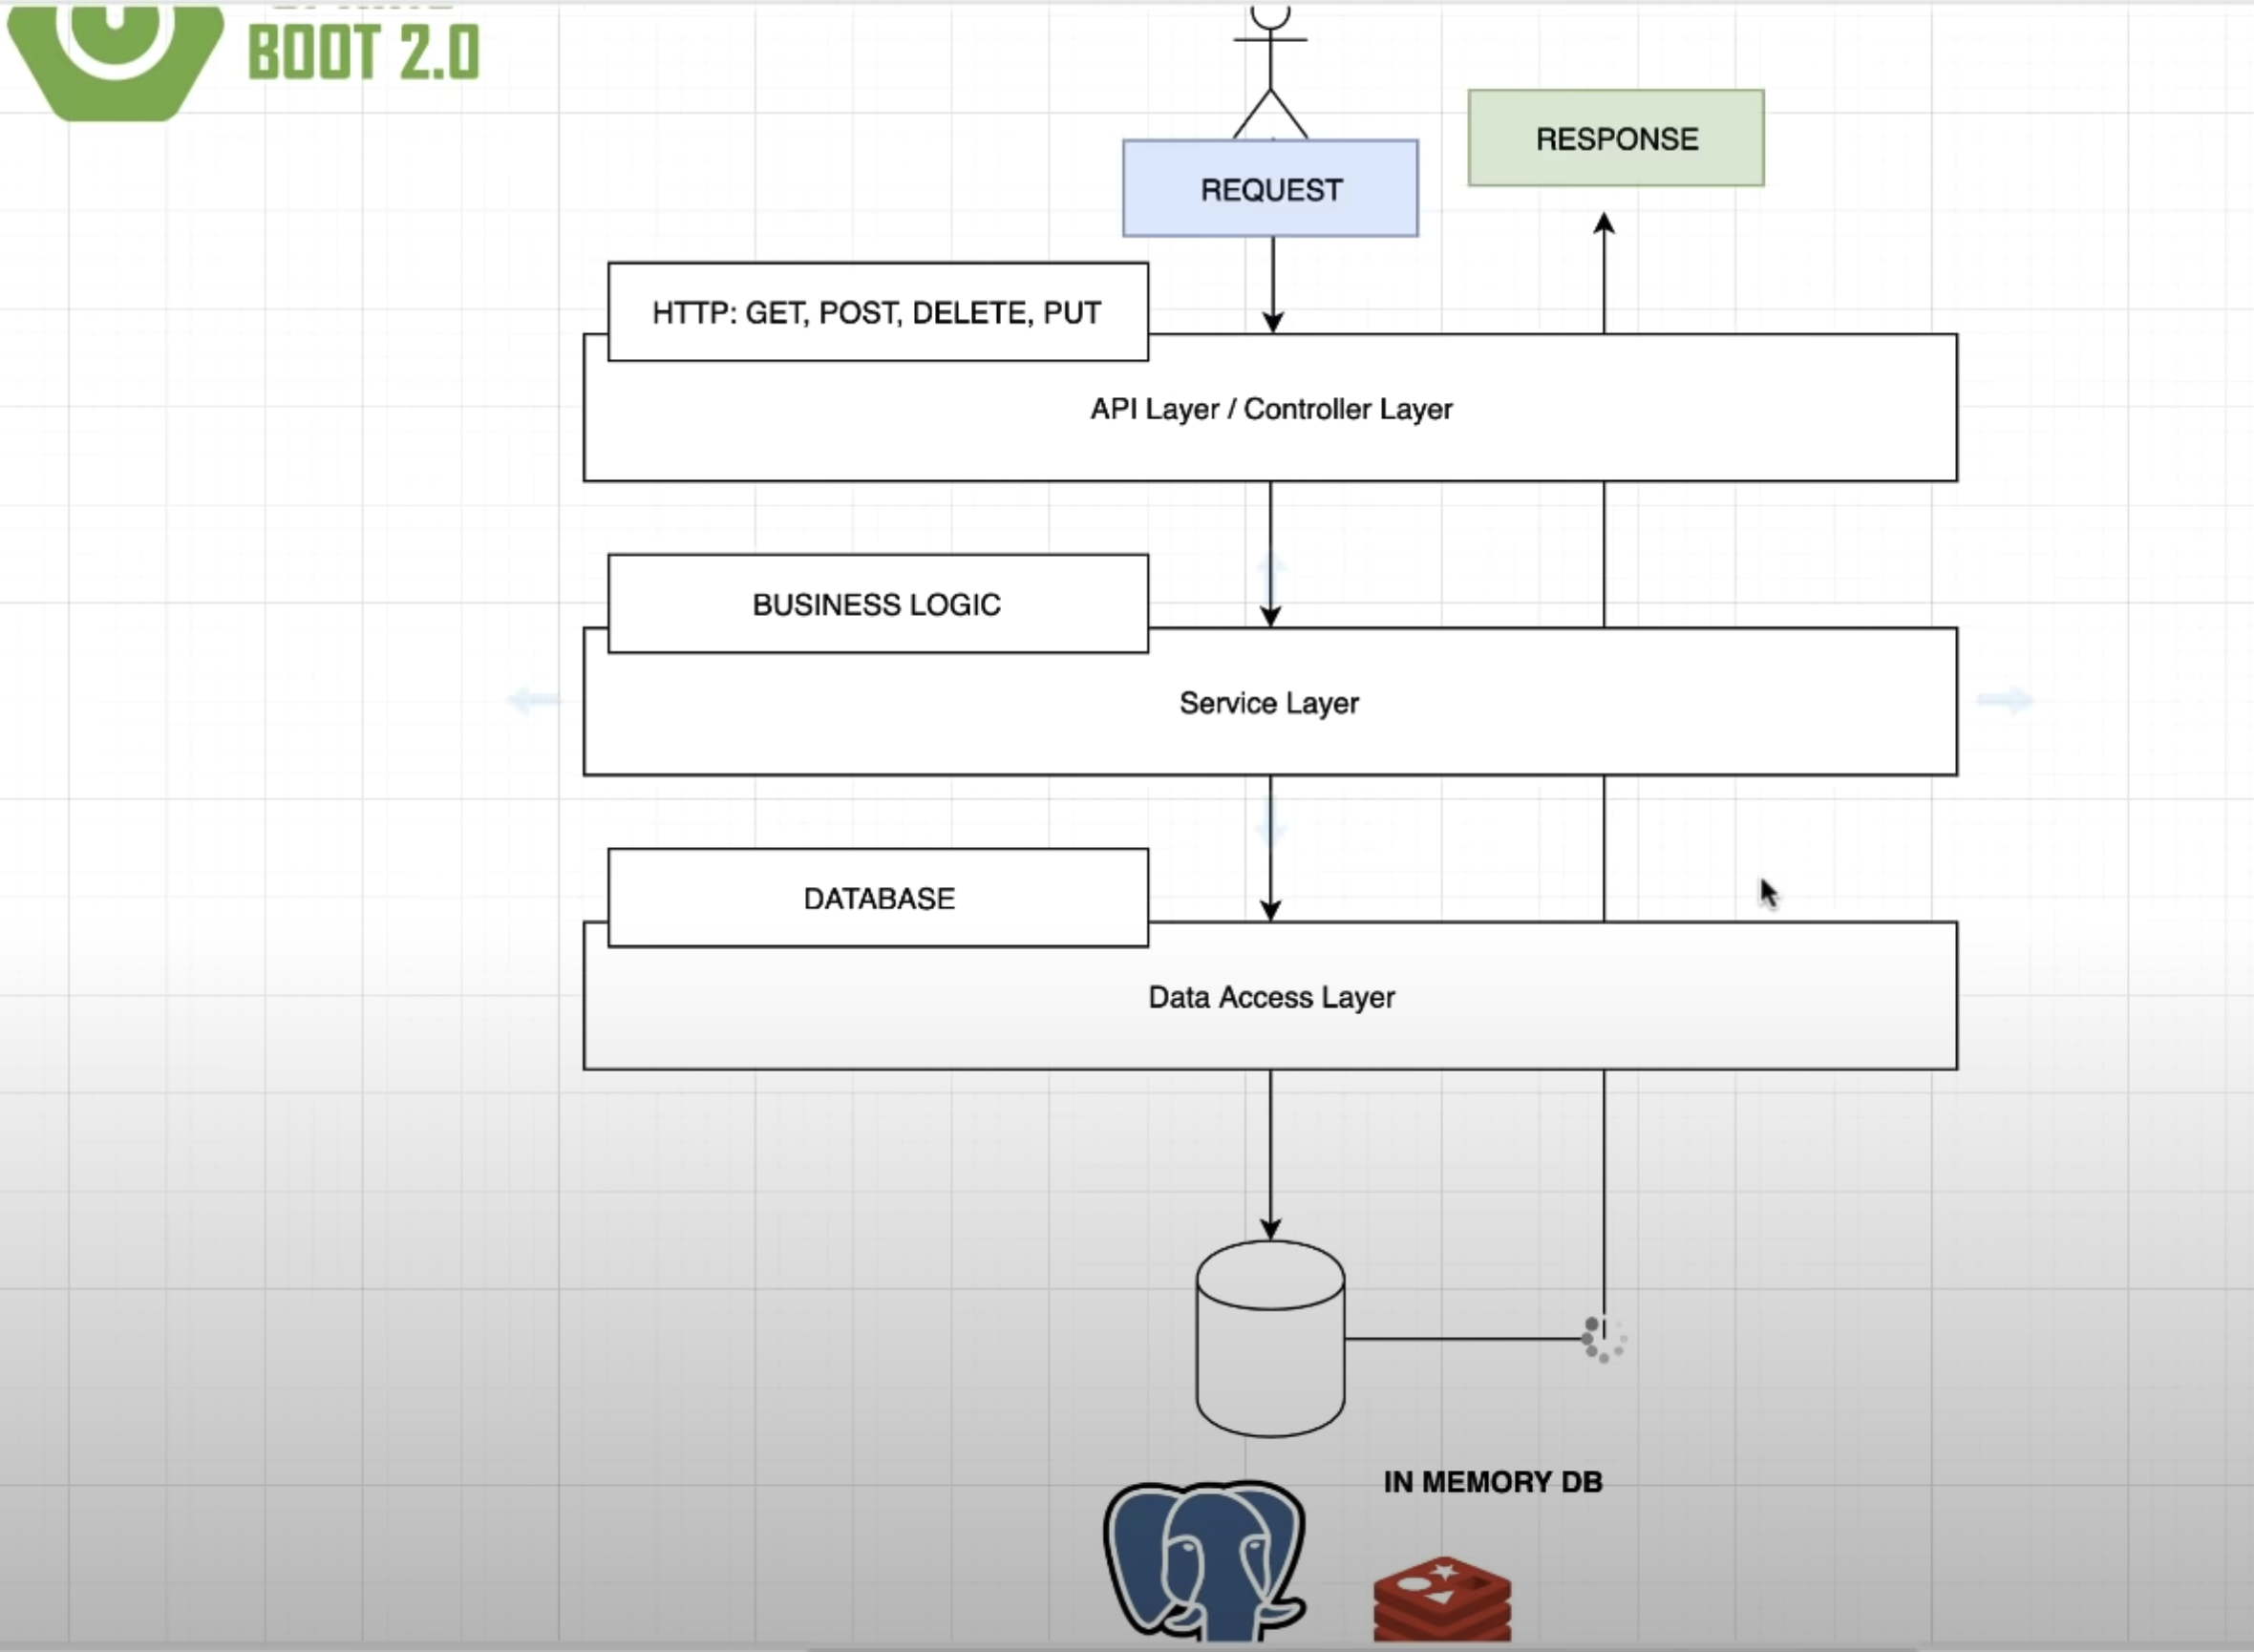 BOOT 2.0
RESPONSE
REQUEST
HTTP: GET, POST, DELETE, PUT
API Layer / Controller Layer
BUSINESS LOGIC
Service Layer
DATABASE
Data Access Layer
IN MEMORY DB